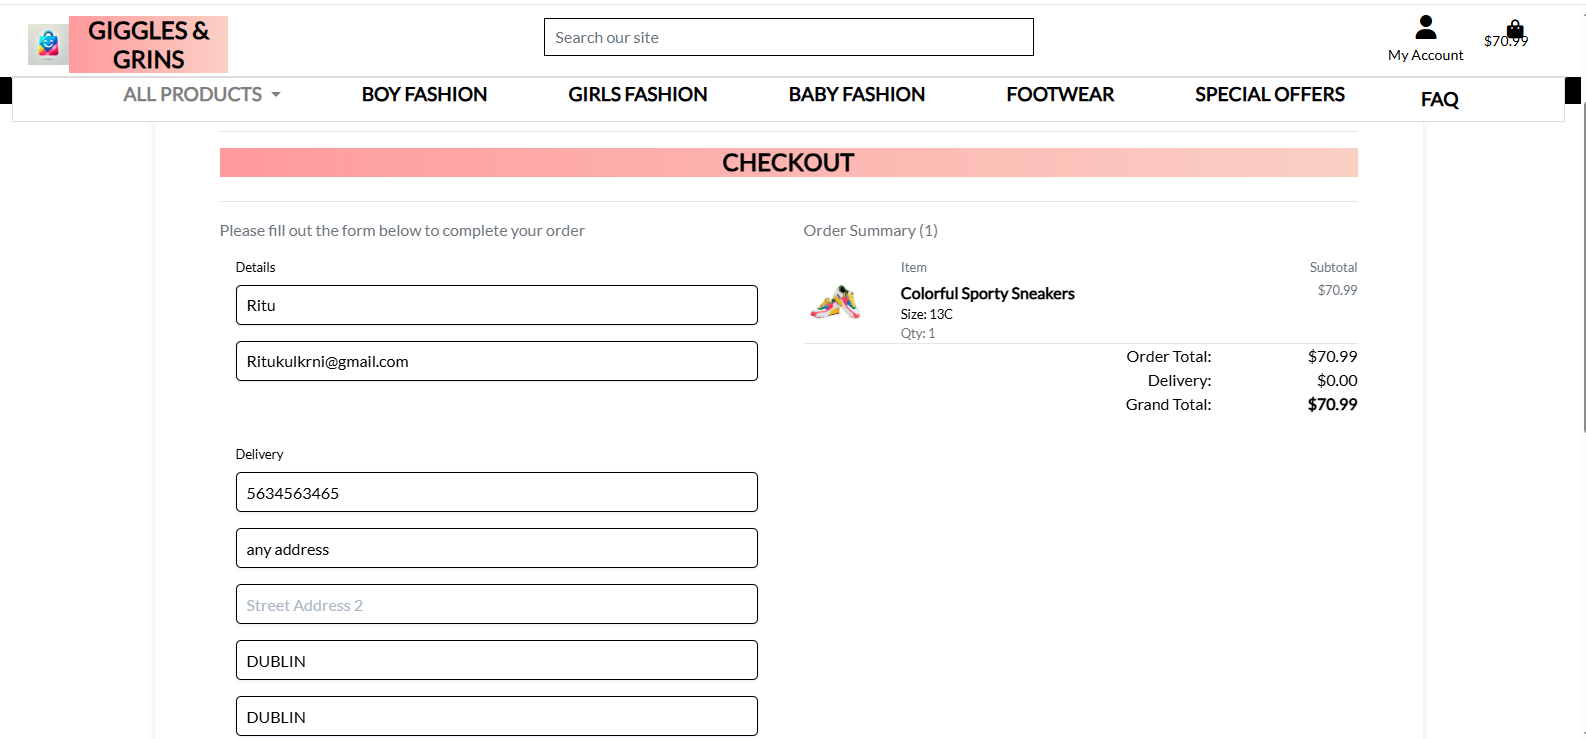 GIGGLES &
GRINS
Search our site
My Account
$70.99
ALL PRODUCTS
BOY FASHION
GIRLS FASHION
BABY FASHION
FOOTWEAR
SPECIAL OFFERS
FAQ
CHECKOUT
Please fill out the form below to complete your order
Details
Ritu
Ritukulkrni@gmail.com
Delivery
5634563465
any address
Street Address 2
DUBLIN
DUBLIN
Order Summary (1)
Item Subtotal
Colorful Sporty Sneakers $70.99
Size: 13C
Qty: 1
Order Total: $70.99
Delivery: $0.00
Grand Total: $70.99